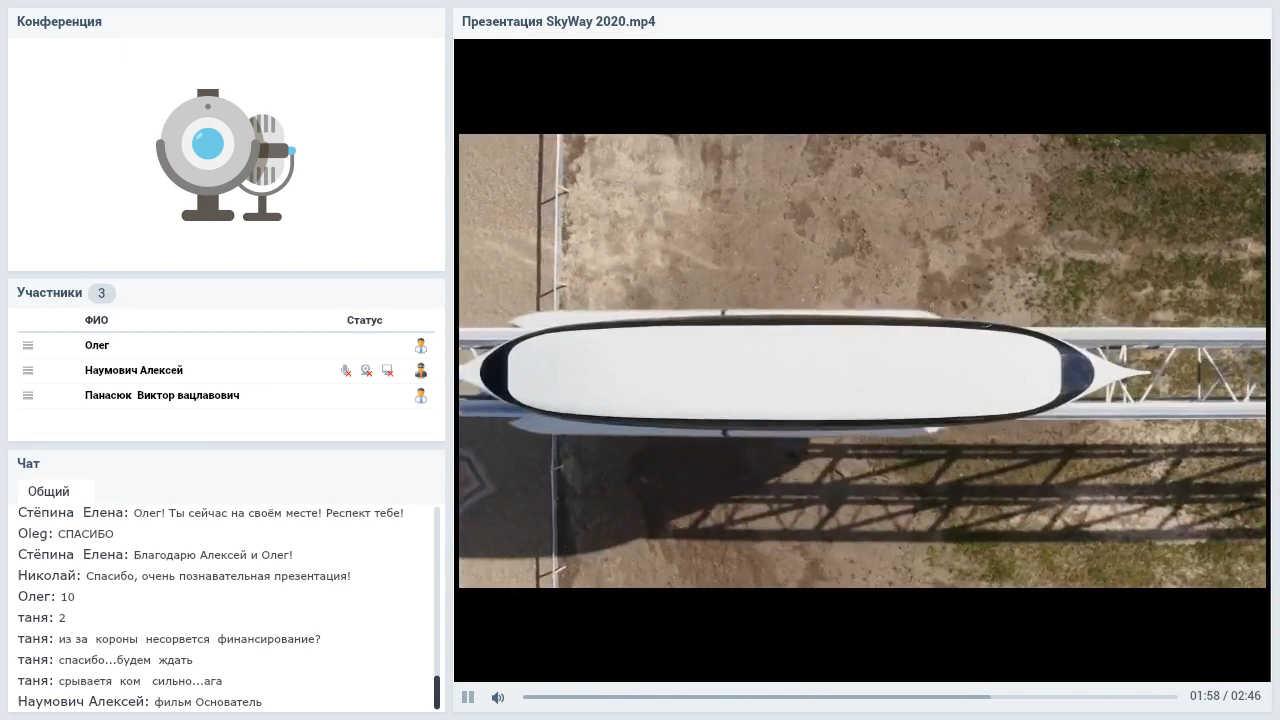 Конференция
Участники 3
ФИО Статус
Олег
Наумович Алексей
Панасюк Виктор вацлавович
Чат
Общий
Стёпина Елена: Олег! Ты сейчас на своём месте! Респект тебе!
Oleg: СПАСИБО
Стёпина Елена: Благодарю Алексей и Олег!
Николай: Спасибо, очень познавательная презентация!
Олег: 10
таня: 2
таня: из за короны несорвется финансирование?
таня: спасибо...будем ждать
таня: срываетя ком сильно...ага
Наумович Алексей: фильм Основатель
Презентация SkyWay 2020.mp4
01:58 / 02:46